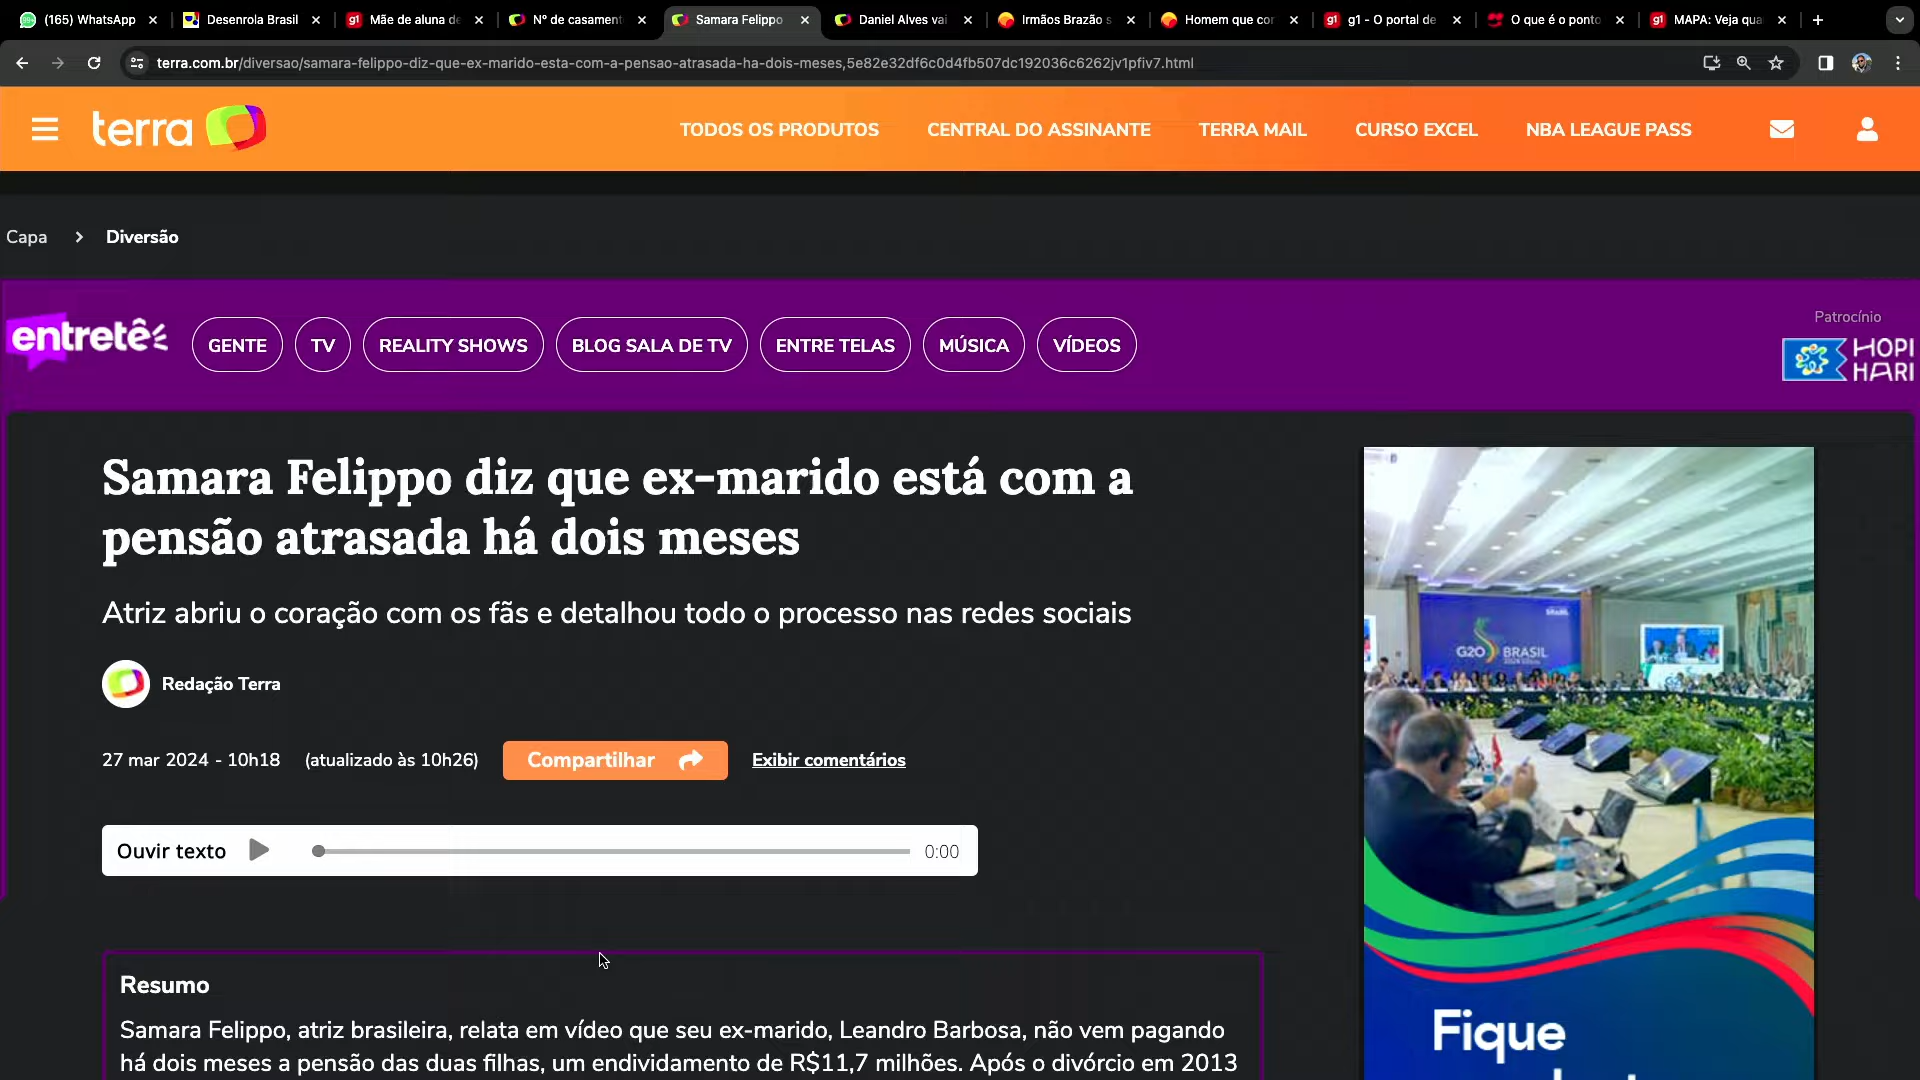 (165) WhatsApp
Desenrola Brasil
Mãe de aluna de
Nº de casament
Samara Felippo
Daniel Alves vai
Irmãos Brazão s
Homem que cor
g1 - O portal de
O que é o ponto
MAPA: Veja qua
terra.com.br/diversao/samara-felippo-diz-que-ex-marido-esta-com-a-pensao-atrasada-ha-dois-meses,5e82e32df6c0d4fb507dc192036c6262jv1pfiv7.html
terra
TODOS OS PRODUTOS
CENTRAL DO ASSINANTE
TERRA MAIL
CURSO EXCEL
NBA LEAGUE PASS
Capa
Diversão
entretê
GENTE
TV
REALITY SHOWS
BLOG SALA DE TV
ENTRE TELAS
MÚSICA
VÍDEOS
Patrocínio
HOPI
HARI
Samara Felippo diz que ex-marido está com a
pensão atrasada há dois meses
Atriz abriu o coração com os fãs e detalhou todo o processo nas redes sociais
Redação Terra
27 mar 2024 - 10h18 (atualizado às 10h26)
Compartilhar
Exibir comentários
Ouvir texto
0:00
G20 BRASIL
Resumo
Samara Felippo, atriz brasileira, relata em vídeo que seu ex-marido, Leandro Barbosa, não vem pagando
há dois meses a pensão das duas filhas, um endividamento de R$11,7 milhões. Após o divórcio em 2013
Fique